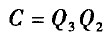 C = Q₃Q₂